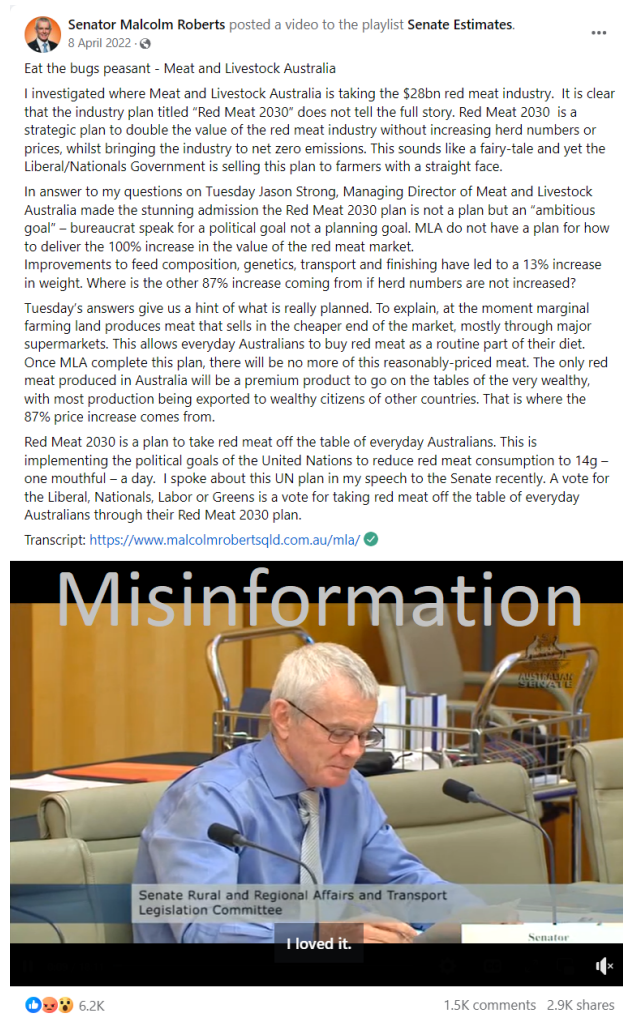 Senator Malcolm Roberts posted a video to the playlist Senate Estimates.
8 April 2022 ·
Eat the bugs peasant - Meat and Livestock Australia
I investigated where Meat and Livestock Australia is taking the $28bn red meat industry.  It is clear
that the industry plan titled “Red Meat 2030” does not tell the full story. Red Meat 2030  is a
strategic plan to double the value of the red meat industry without increasing herd numbers or
prices, whilst bringing the industry to net zero emissions. This sounds like a fairy-tale and yet the
Liberal/Nationals Government is selling this plan to farmers with a straight face.
In answer to my questions on Tuesday Jason Strong, Managing Director of Meat and Livestock
Australia made the stunning admission the Red Meat 2030 plan is not a plan but an “ambitious
goal” – bureaucrat speak for a political goal not a planning goal. MLA do not have a plan for how
to deliver the 100% increase in the value of the red meat market.
Improvements to feed composition, genetics, transport and finishing have led to a 13% increase
in weight. Where is the other 87% increase coming from if herd numbers are not increased?
Tuesday’s answers give us a hint of what is really planned. To explain, at the moment marginal
farming land produces meat that sells in the cheaper end of the market, mostly through major
supermarkets. This allows everyday Australians to buy red meat as a routine part of their diet.
Once MLA complete this plan, there will be no more of this reasonably-priced meat. The only red
meat produced in Australia will be a premium product to go on the tables of the very wealthy,
with most production being exported to wealthy citizens of other countries. That is where the
87% price increase comes from.
Red Meat 2030 is a plan to take red meat off the table of everyday Australians. This is
implementing the political goals of the United Nations to reduce red meat consumption to 14g –
one mouthful – a day.  I spoke about this UN plan in my speech to the Senate recently. A vote for
the Liberal, Nationals, Labor or Greens is a vote for taking red meat off the table of everyday
Australians through their Red Meat 2030 plan.
Transcript: https://www.malcolmrobertsqld.com.au/mla/
Misinformation
AUSTRALIAN
SENATE
Senate Rural and Regional Affairs and Transport
Legislation Committee
Senator
I loved it.
6.2K
1.5K comments 2.9K shares